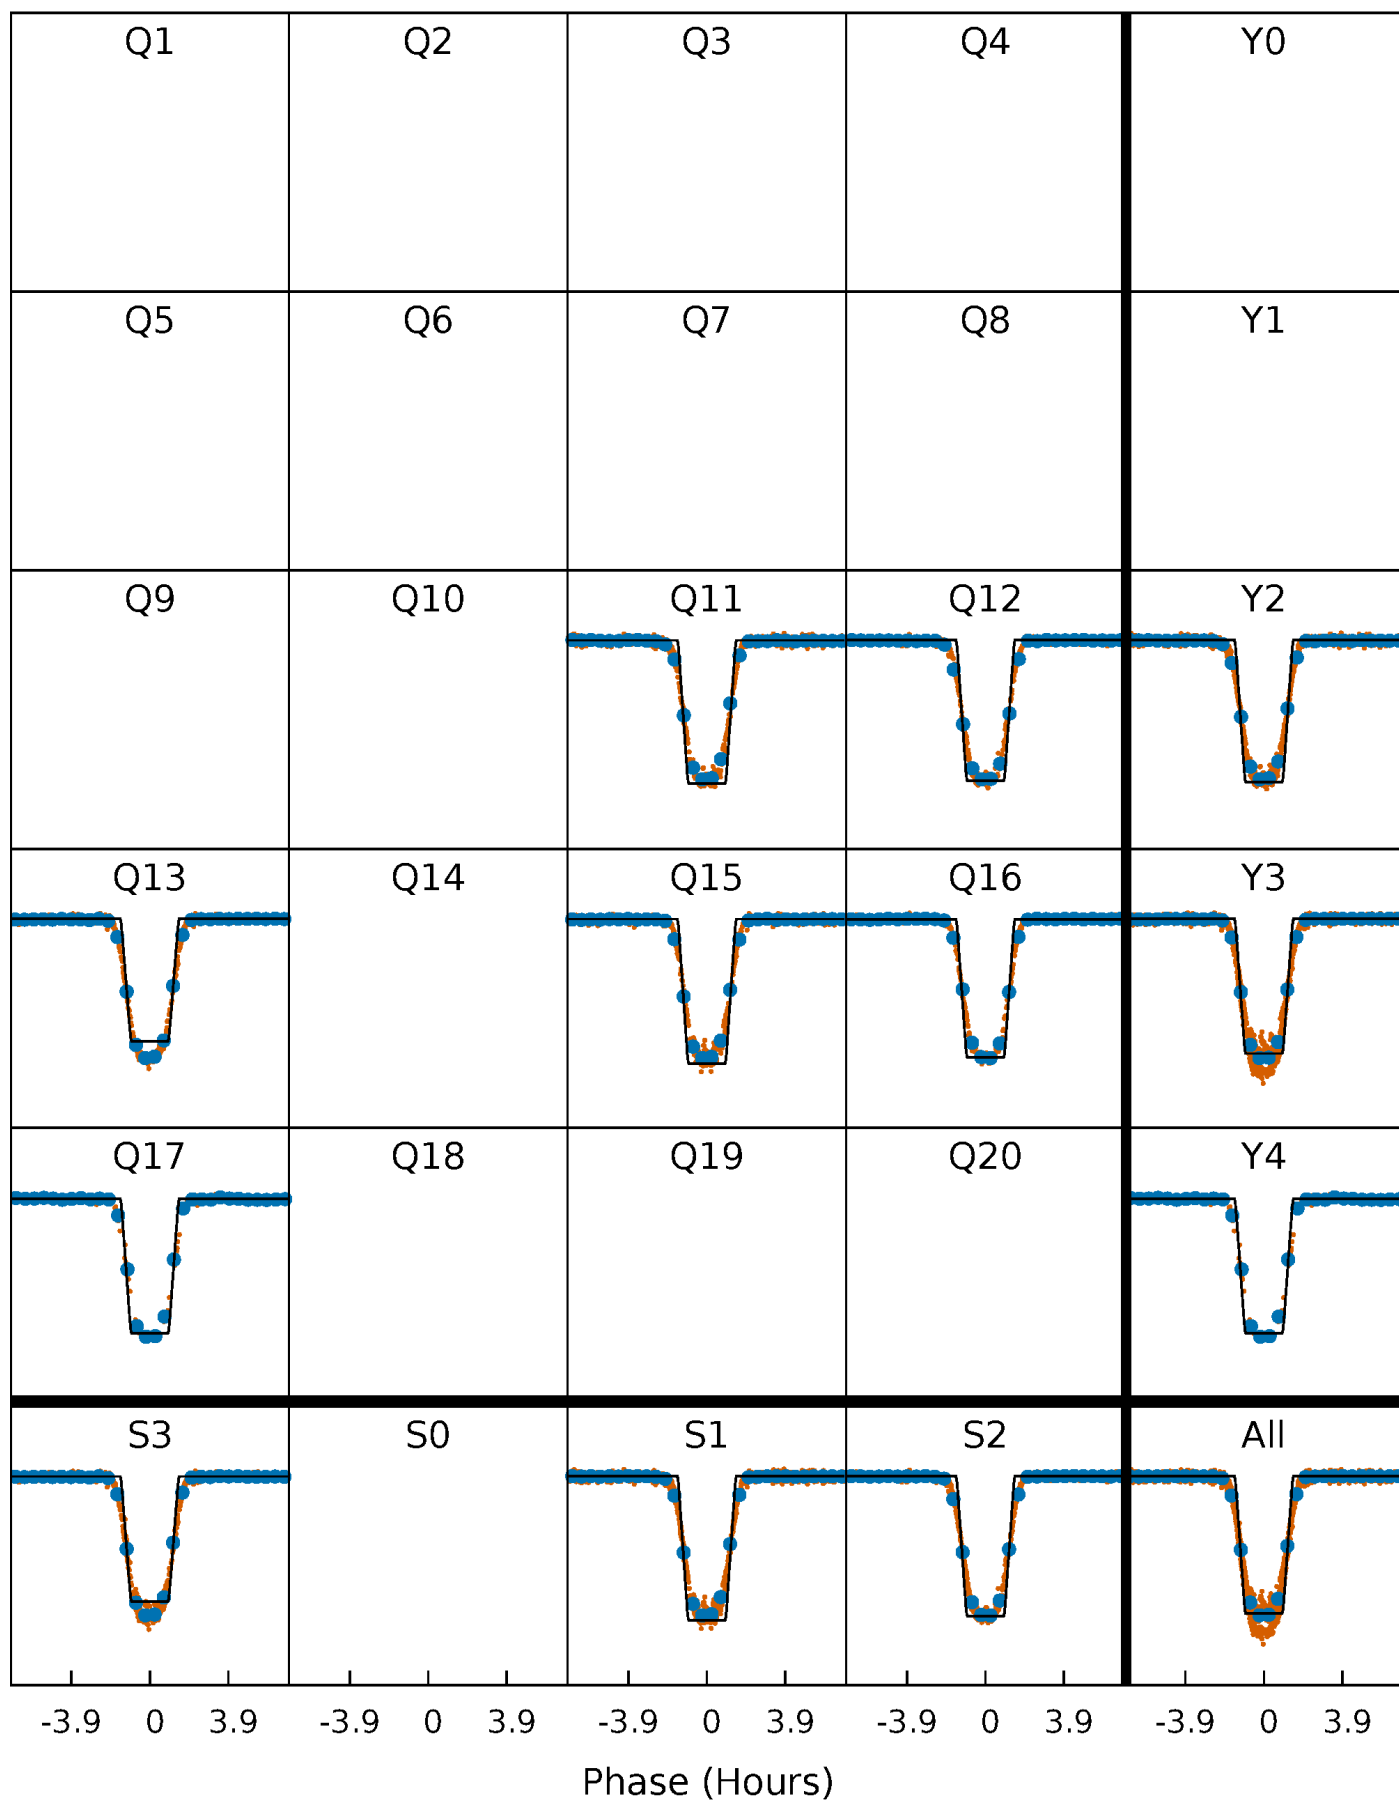 Q1 Q2 Q3 Q4 Y0
Q5 Q6 Q7 Q8 Y1
Q9 Q10 Q11 Q12 Y2
Q13 Q14 Q15 Q16 Y3
Q17 Q18 Q19 Q20 Y4
S3 S0 S1 S2 All
-3.9 0 3.9 -3.9 0 3.9 -3.9 0 3.9 -3.9 0 3.9 -3.9 0 3.9
Phase (Hours)